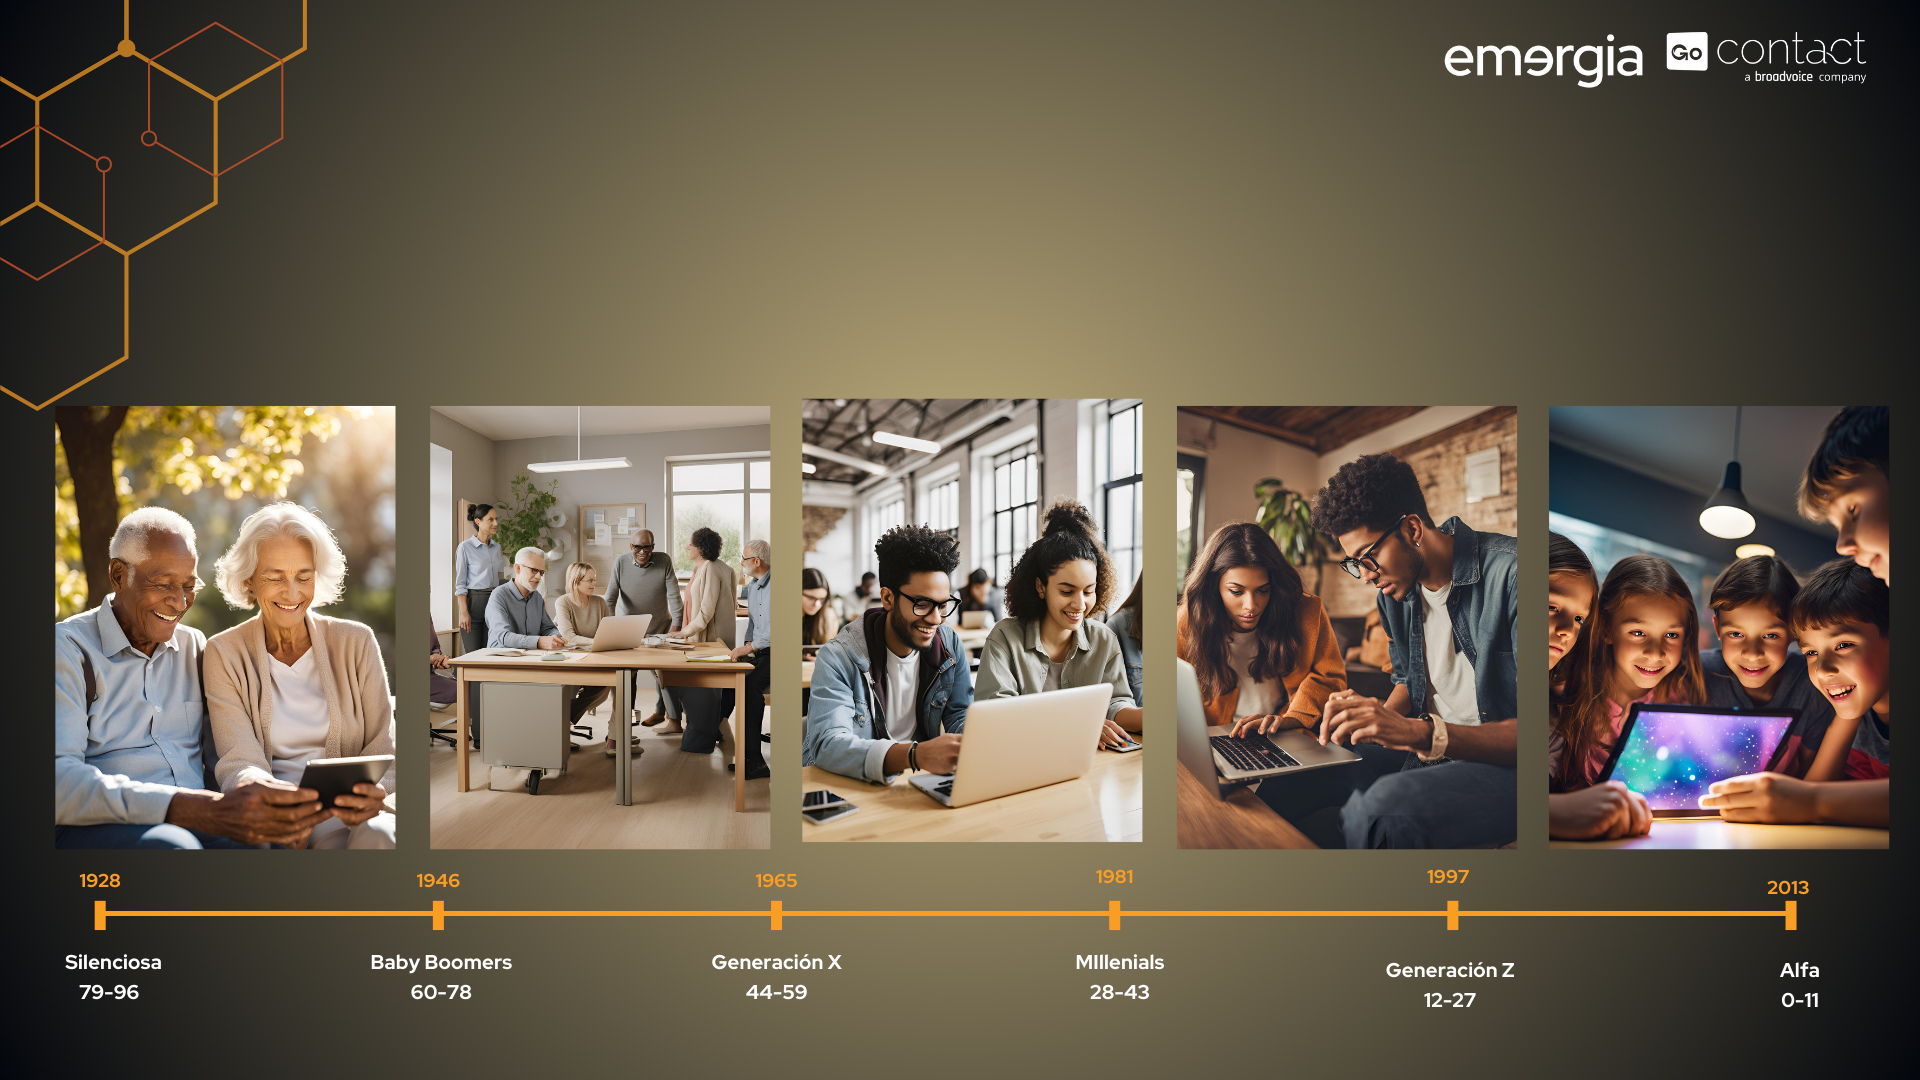 emergia
Go contact
a broadvoice company
1928
1946
1965
1981
1997
2013
Silenciosa
79-96
Baby Boomers
60-78
Generación X
44-59
MIllenials
28-43
Generación Z
12-27
Alfa
0-11